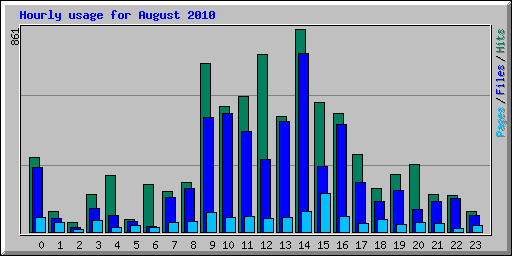 Hourly usage for August 2010
861
Pages / Files / Hits
0 1 2 3 4 5 6 7 8 9 10 11 12 13 14 15 16 17 18 19 20 21 22 23